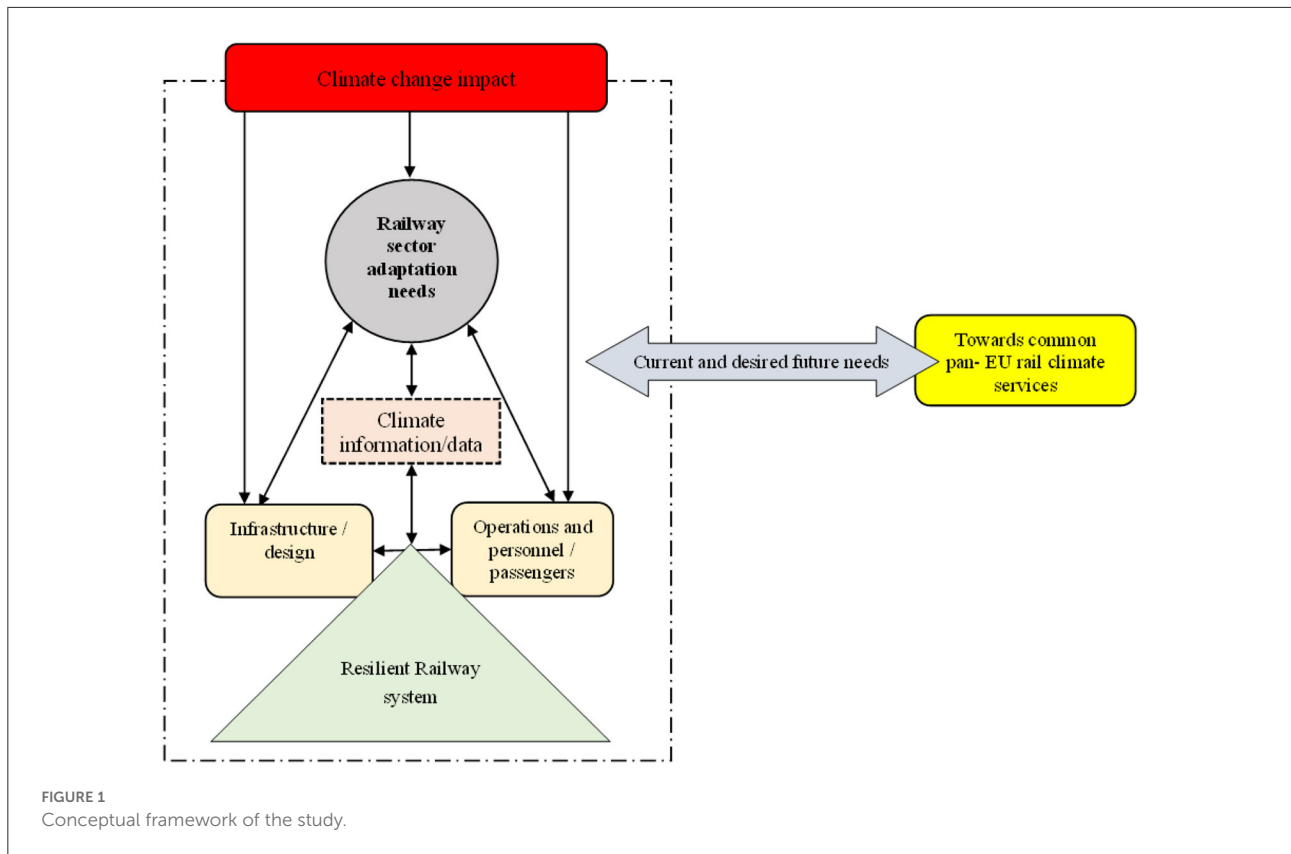 Climate change impact
Railway
sector
adaptation
needs
Current and desired future needs
Towards common
pan- EU rail climate
services
Climate
information/data
Infrastructure /
design
Operations and
personnel /
passengers
Resilient Railway
system
FIGURE 1
Conceptual framework of the study.